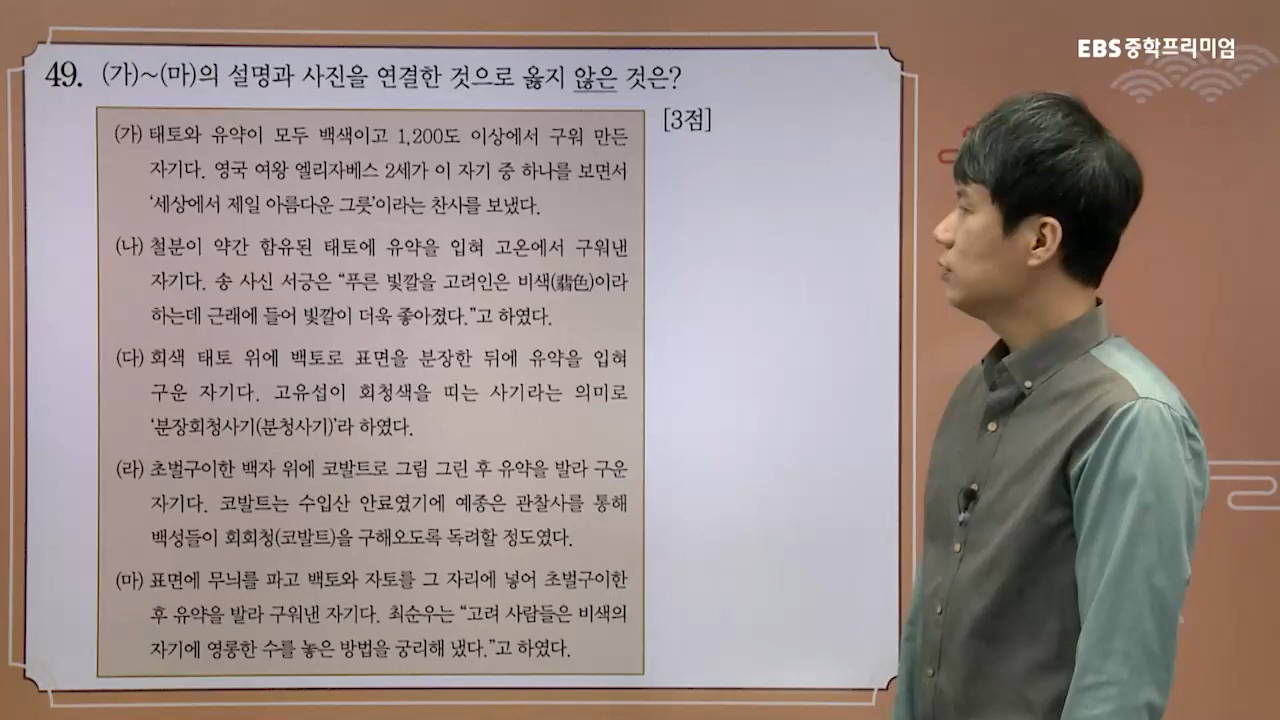 EBS 중학프리미엄
49. (가)~(마)의 설명과 사진을 연결한 것으로 옳지 않은 것은?
[3점]
(가) 태토와 유약이 모두 백색이고 1,200도 이상에서 구워 만든
자기다. 영국 여왕 엘리자베스 2세가 이 자기 중 하나를 보면서
‘세상에서 제일 아름다운 그릇’이라는 찬사를 보냈다.
(나) 철분이 약간 함유된 태토에 유약을 입혀 고온에서 구워낸
자기다. 송 사신 서긍은 “푸른 빛깔을 고려인은 비색(翡色)이라
하는데 근래에 들어 빛깔이 더욱 좋아졌다.”고 하였다.
(다) 회색 태토 위에 백토로 표면을 분장한 뒤에 유약을 입혀
구운 자기다. 고유섭이 회청색을 띠는 사기라는 의미로
‘분장회청사기(분청사기)’라 하였다.
(라) 초벌구이한 백자 위에 코발트로 그림 그린 후 유약을 발라 구운
자기다. 코발트는 수입산 안료였기에 예종은 관찰사를 통해
백성들이 회회청(코발트)을 구해오도록 독려할 정도였다.
(마) 표면에 무늬를 파고 백토와 자토를 그 자리에 넣어 초벌구이한
후 유약을 발라 구워낸 자기다. 최순우는 “고려 사람들은 비색의
자기에 영롱한 수를 놓은 방법을 궁리해 냈다.”고 하였다.